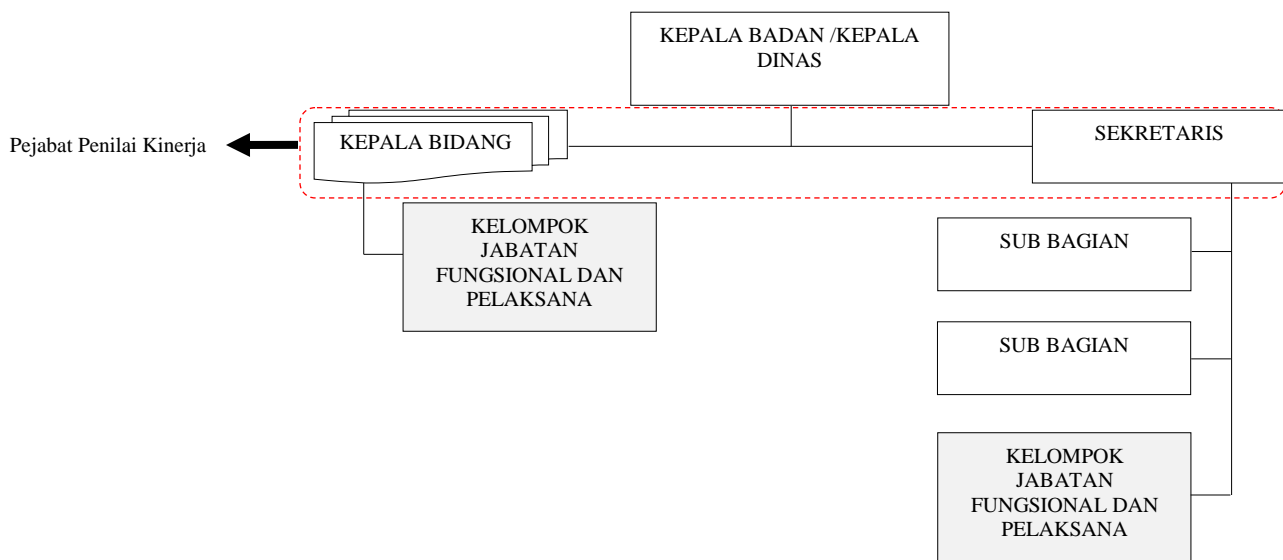 KEPALA BADAN /KEPALA
DINAS
Pejabat Penilai Kinerja
KEPALA BIDANG
SEKRETARIS
KELOMPOK
JABATAN
FUNGSIONAL DAN
PELAKSANA
SUB BAGIAN
SUB BAGIAN
KELOMPOK
JABATAN
FUNGSIONAL DAN
PELAKSANA